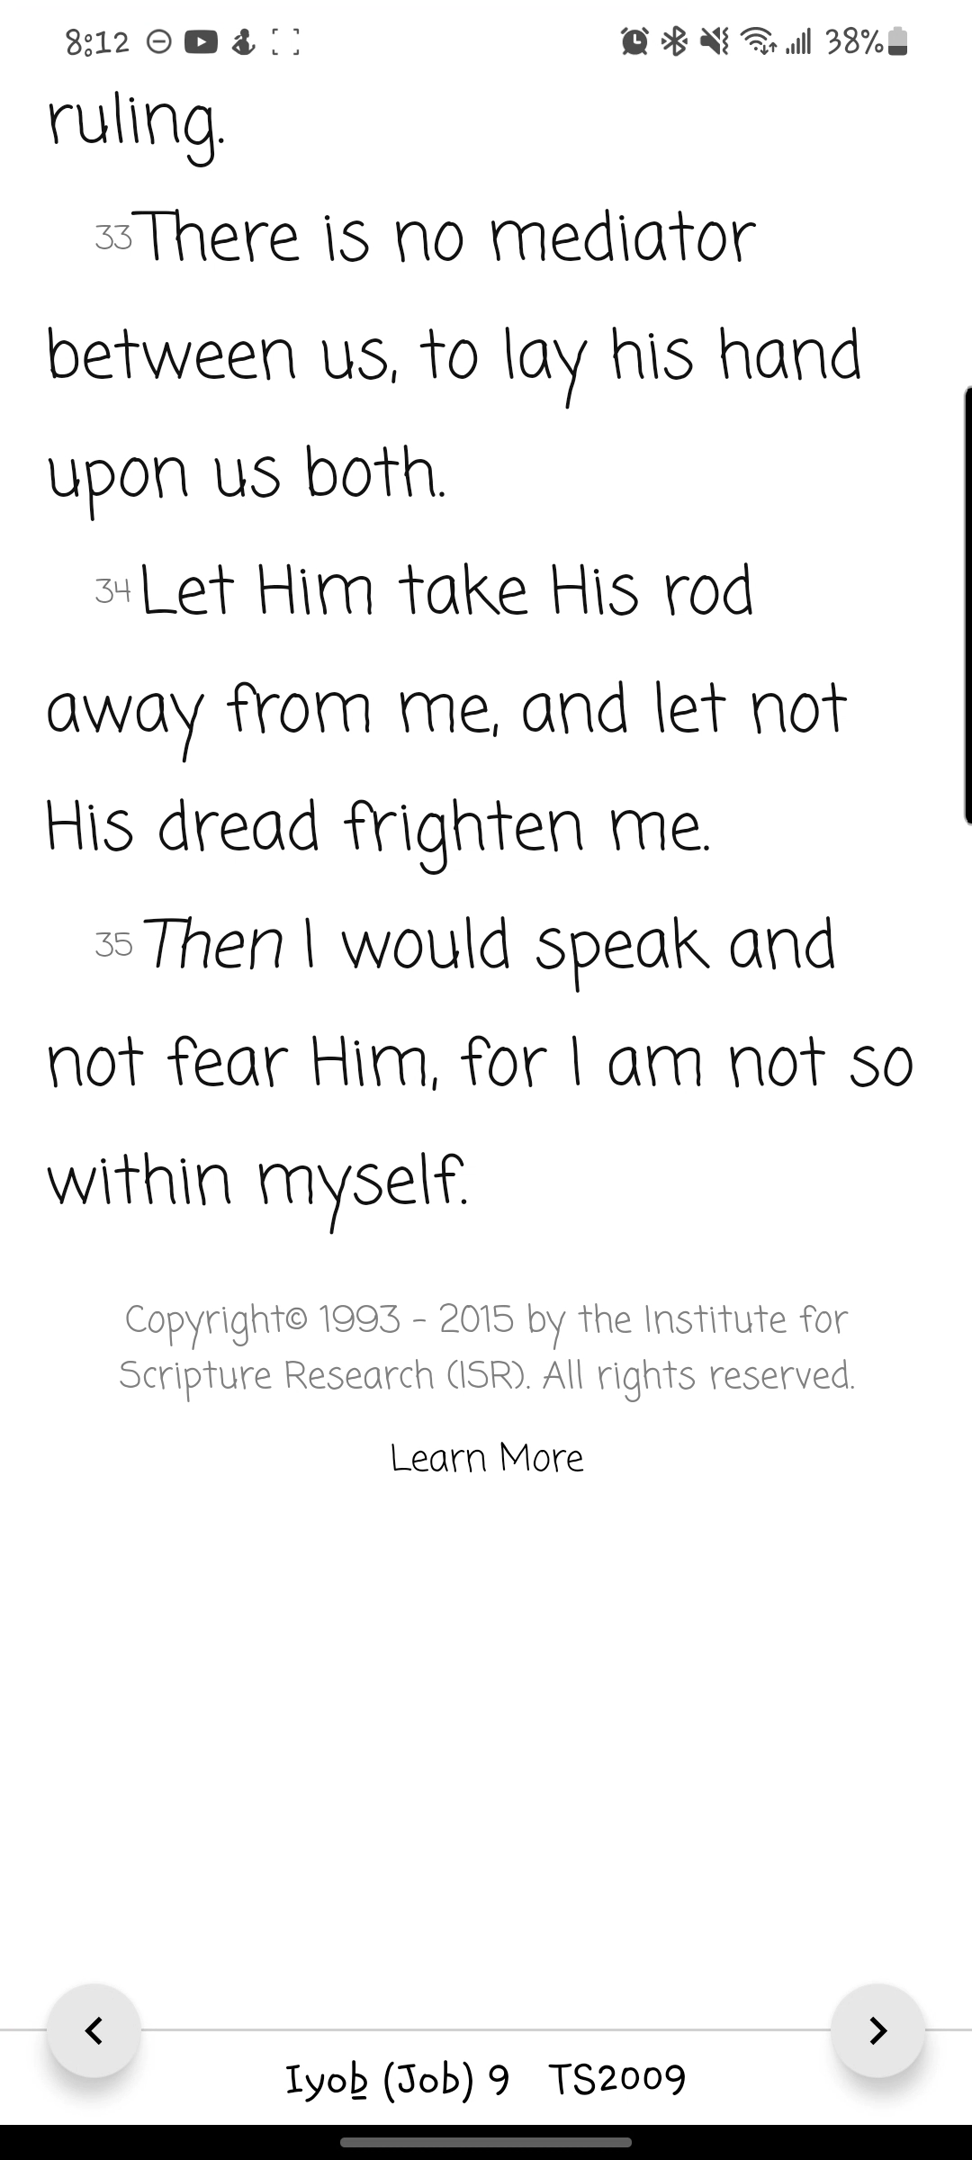 8:12 38%
ruling.
33 There is no mediator
between us, to lay his hand
upon us both.
34 Let Him take His rod
away from me, and let not
His dread frighten me.
35 Then I would speak and
not fear Him, for I am not so
within myself.
Copyright© 1993 - 2015 by the Institute for
Scripture Research (ISR). All rights reserved.
Learn More
Iyoḇ (Job) 9 TS2009